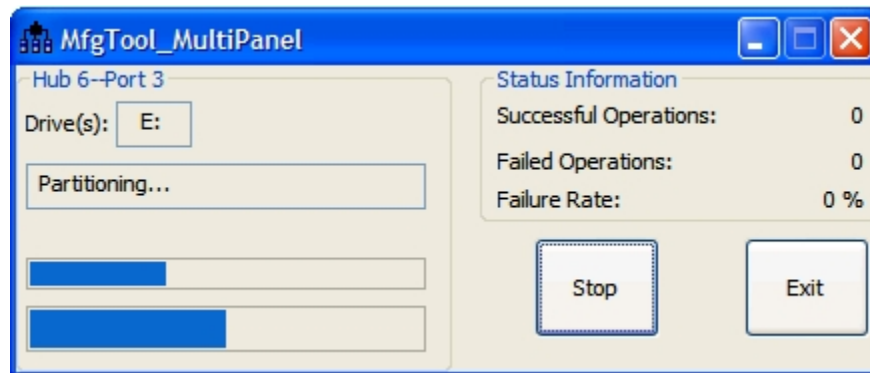 MfgTool_MultiPanel
Hub 6--Port 3
Drive(s): E:
Partitioning...
Status Information
Successful Operations: 0
Failed Operations: 0
Failure Rate: 0 %
Stop
Exit